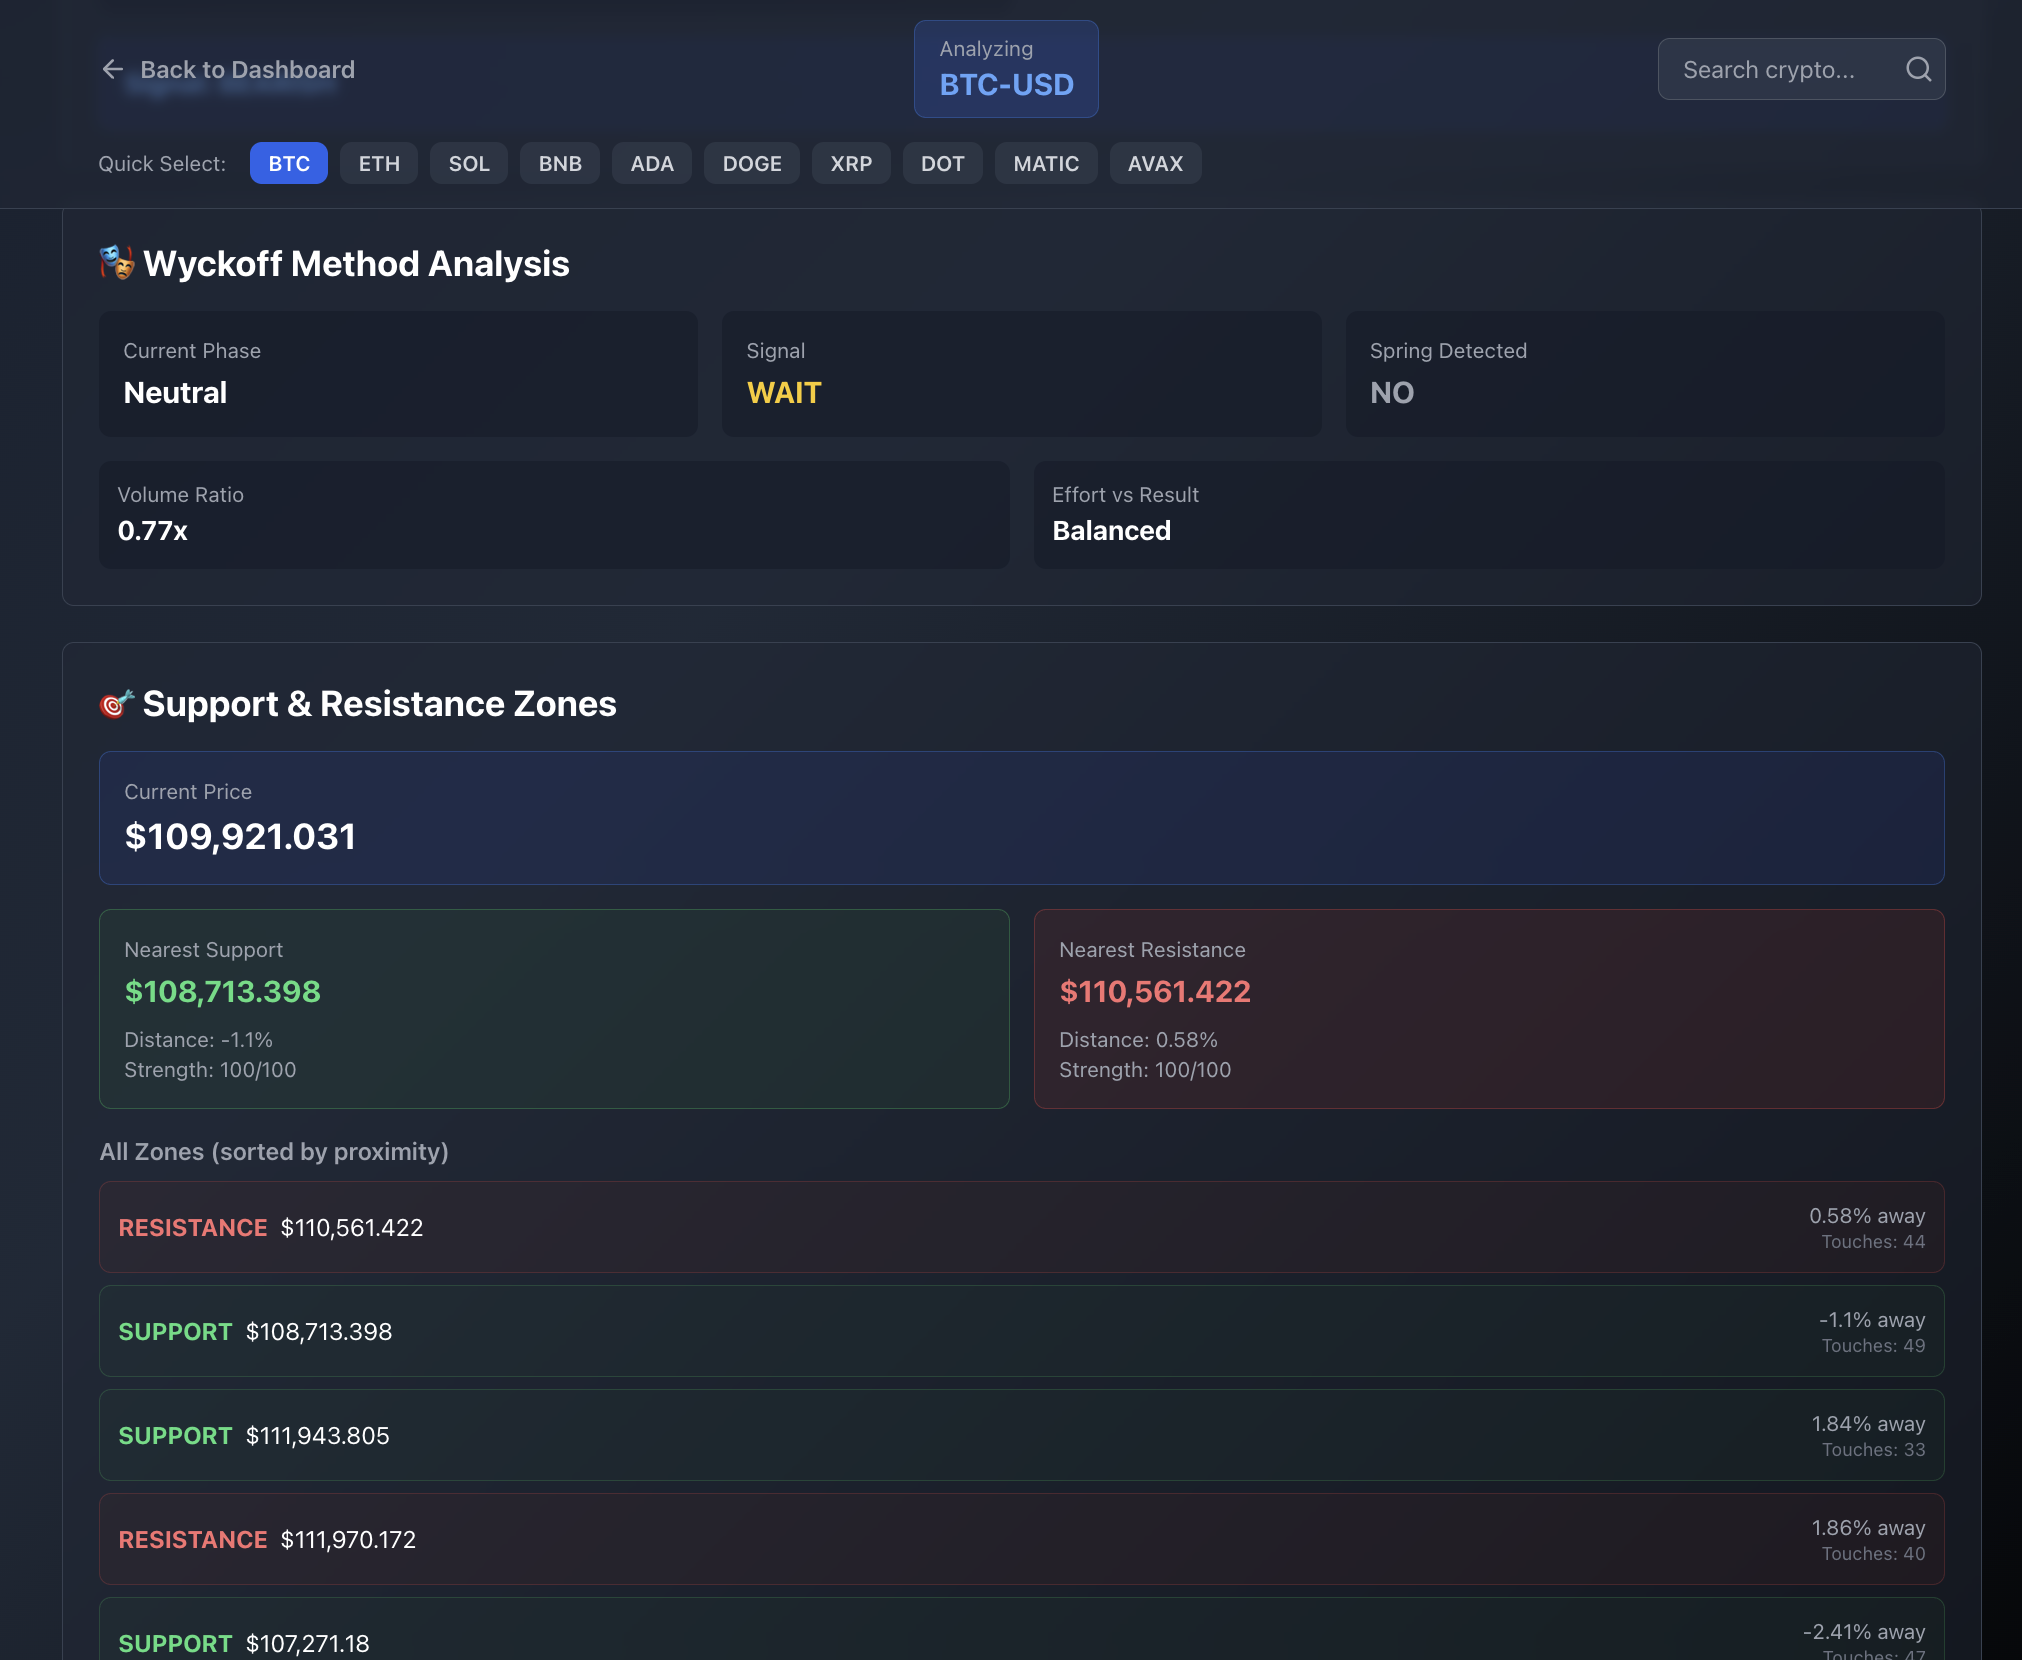 Back to Dashboard
Analyzing
BTC-USD
Search crypto...
Quick Select:
BTC
ETH
SOL
BNB
ADA
DOGE
XRP
DOT
MATIC
AVAX
Wyckoff Method Analysis
Current Phase
Neutral
Signal
WAIT
Spring Detected
NO
Volume Ratio
0.77x
Effort vs Result
Balanced
Support & Resistance Zones
Current Price
$109,921.031
Nearest Support
$108,713.398
Distance: -1.1%
Strength: 100/100
Nearest Resistance
$110,561.422
Distance: 0.58%
Strength: 100/100
All Zones (sorted by proximity)
RESISTANCE $110,561.422
0.58% away
Touches: 44
SUPPORT $108,713.398
-1.1% away
Touches: 49
SUPPORT $111,943.805
1.84% away
Touches: 33
RESISTANCE $111,970.172
1.86% away
Touches: 40
SUPPORT $107,271.18
-2.41% away
Touches: 47